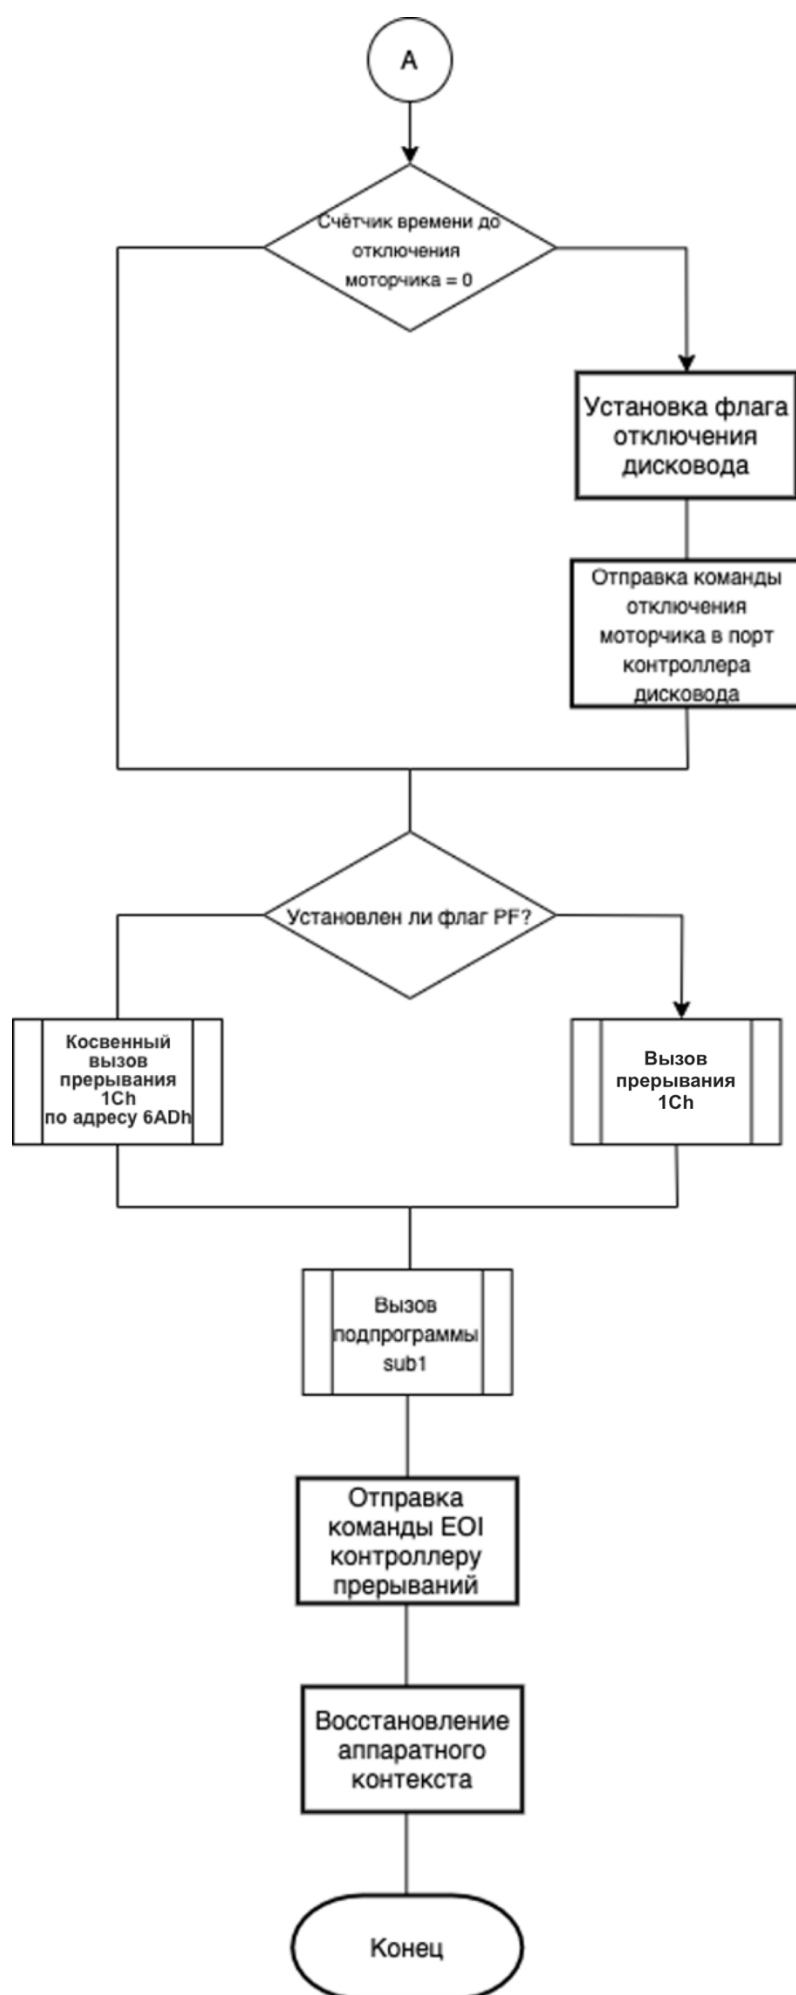 A
Счётчик времени до
отключения
моторчика = 0
Установка флага
отключения
дисковода
Отправка команды
отключения
моторчика в порт
контроллера
дисковода
Установлен ли флаг PF?
Косвенный
вызов
прерывания
1Ch
по адресу 6ADh
Вызов
прерывания
1Ch
Вызов
подпрограммы
sub1
Отправка
команды EOI
контроллеру
прерываний
Восстановление
аппаратного
контекста
Конец